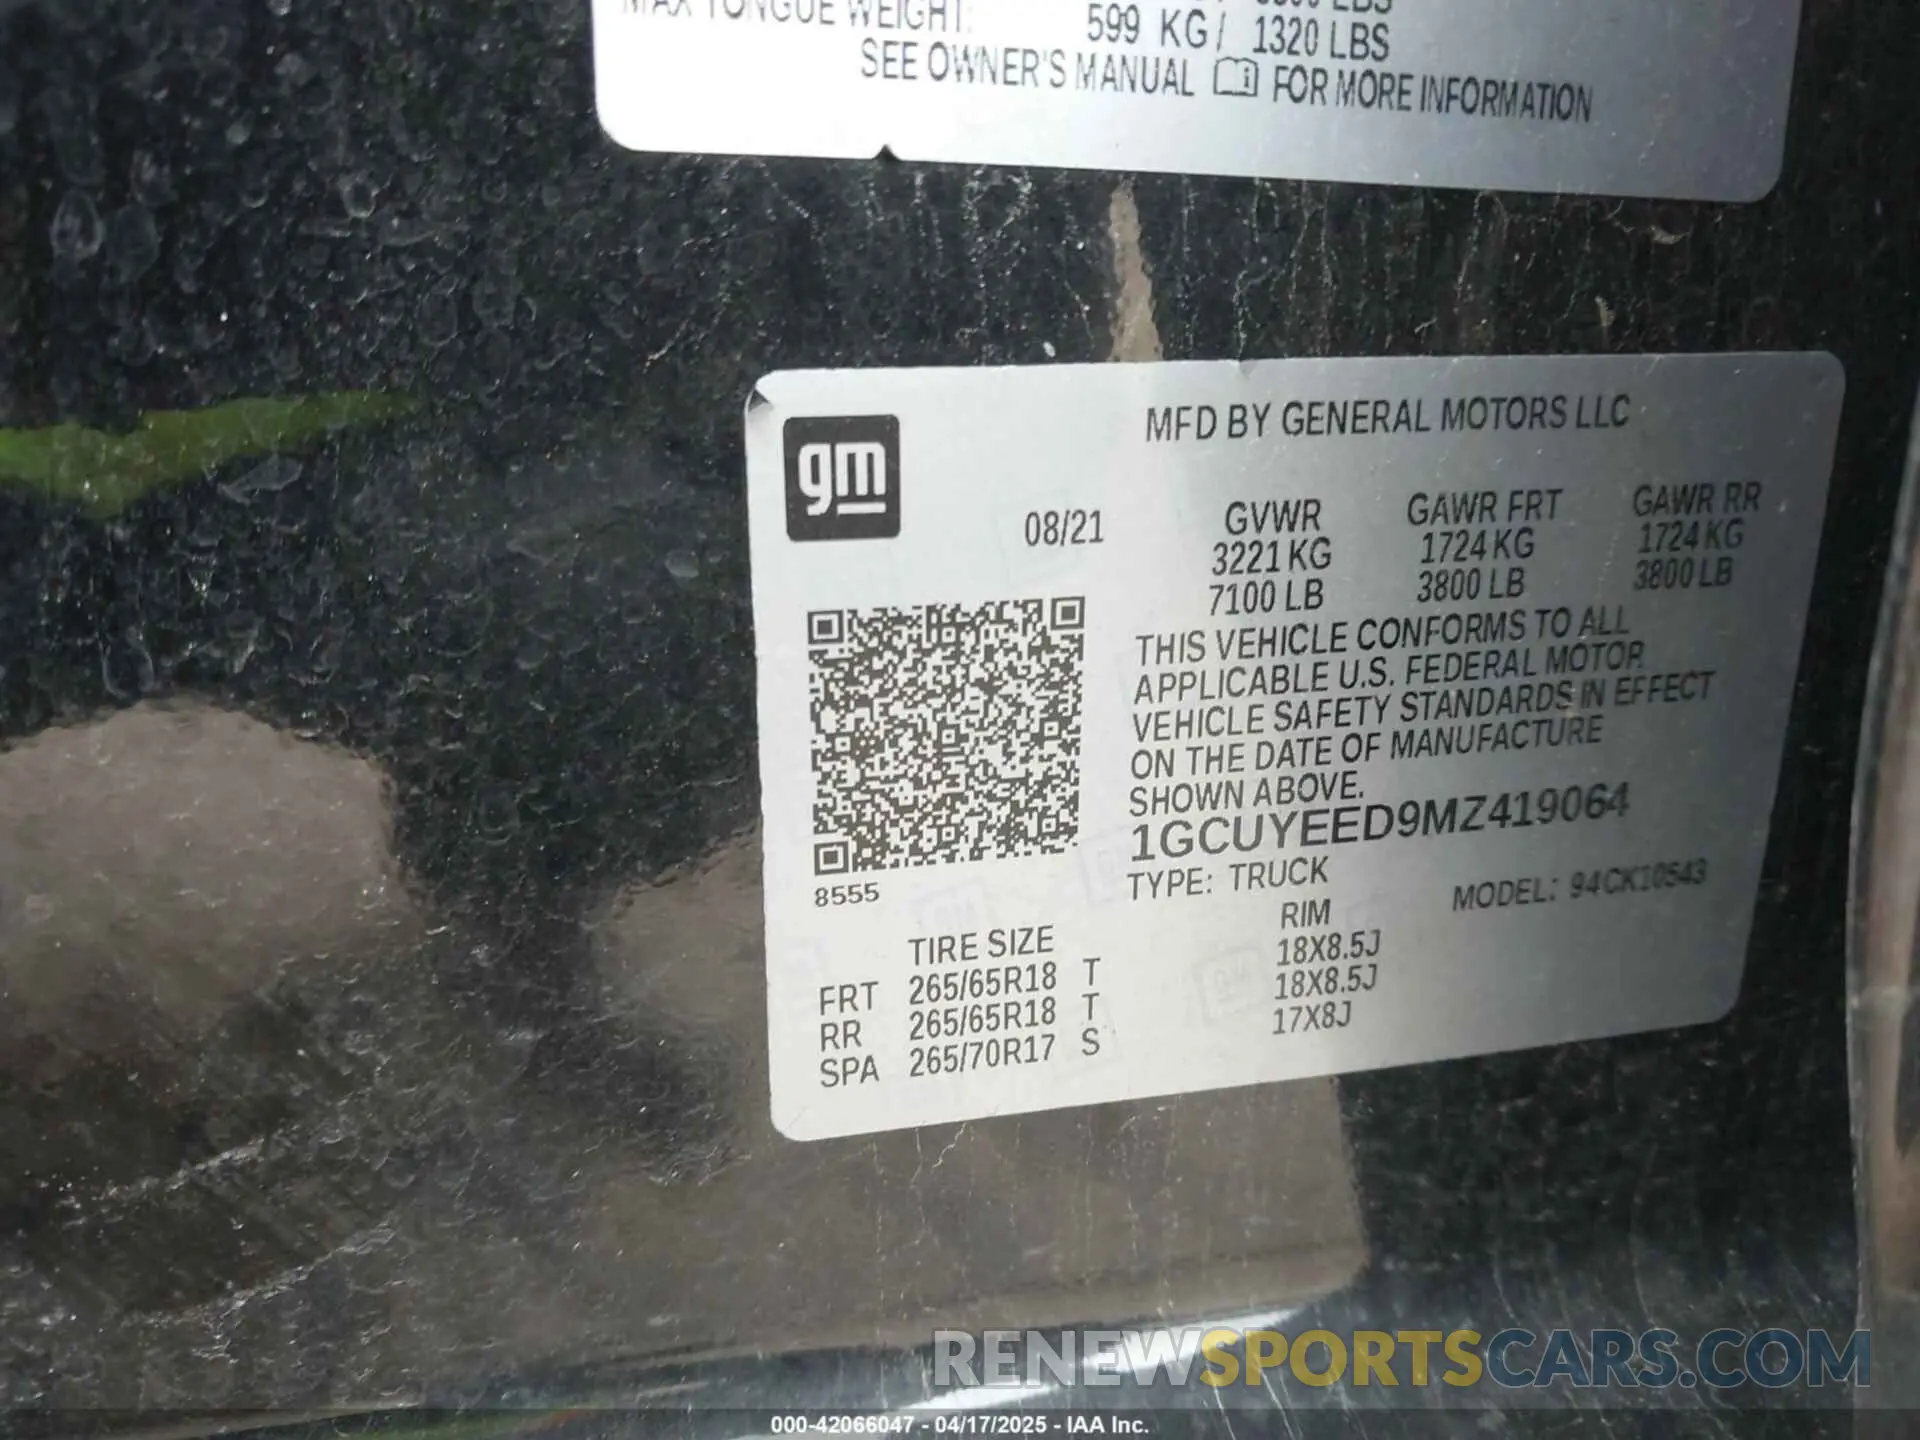 MAX TONGUE WEIGHT: 599 KG/ 1320 LBS
SEE OWNER'S MANUAL FOR MORE INFORMATION
gm
MFD BY GENERAL MOTORS LLC
08/21
GVWR GAWR FRT GAWR RR
3221 KG 1724 KG 1724 KG
7100 LB 3800 LB 3800 LB
THIS VEHICLE CONFORMS TO ALL
APPLICABLE U.S. FEDERAL MOTOR
VEHICLE SAFETY STANDARDS IN EFFECT
ON THE DATE OF MANUFACTURE
SHOWN ABOVE.
1GCUYEED9MZ419064
8555
TYPE: TRUCK MODEL: 94CK10543
TIRE SIZE RIM
FRT 265/65R18 T 18X8.5J
RR 265/65R18 T 18X8.5J
SPA 265/70R17 S 17X8J
RENEWSPORTSCARS.COM
000-42066047 - 04/17/2025 - IAA Inc.